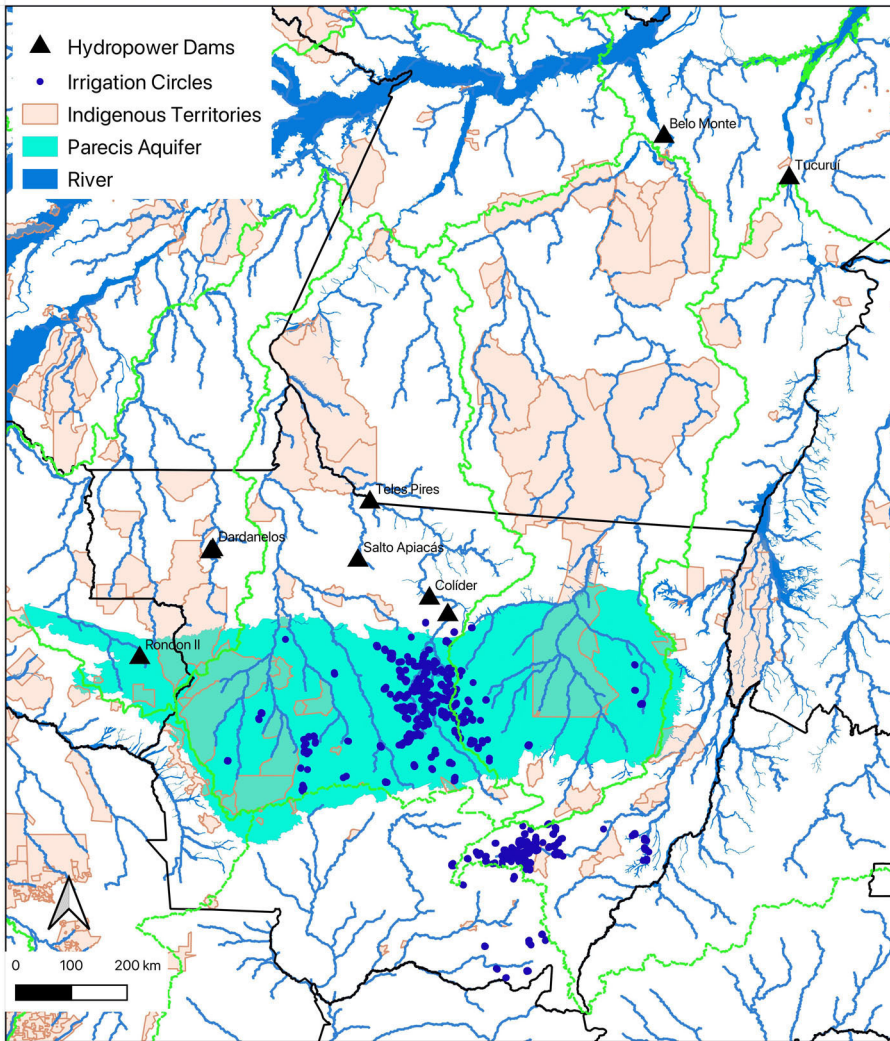 Hydropower Dams
Irrigation Circles
Indigenous Territories
Parecis Aquifer
River
Belo Monte
Tucuruí
Teles Pires
Dardanelos
Salto Apiacás
Colíder
Rondon II
0 100 200 km